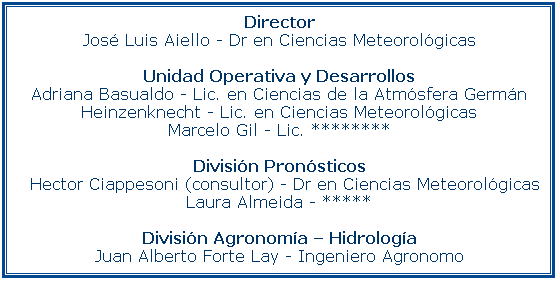 Director
José Luis Aiello - Dr en Ciencias Meteorológicas
Unidad Operativa y Desarrollos
Adriana Basualdo - Lic. en Ciencias de la Atmósfera Germán
Heinzenknecht - Lic. en Ciencias Meteorológicas
Marcelo Gil - Lic. ********
División Pronósticos
Hector Ciappesoni (consultor) - Dr en Ciencias Meteorológicas
Laura Almeida - *****
División Agronomía – Hidrología
Juan Alberto Forte Lay - Ingeniero Agronomo